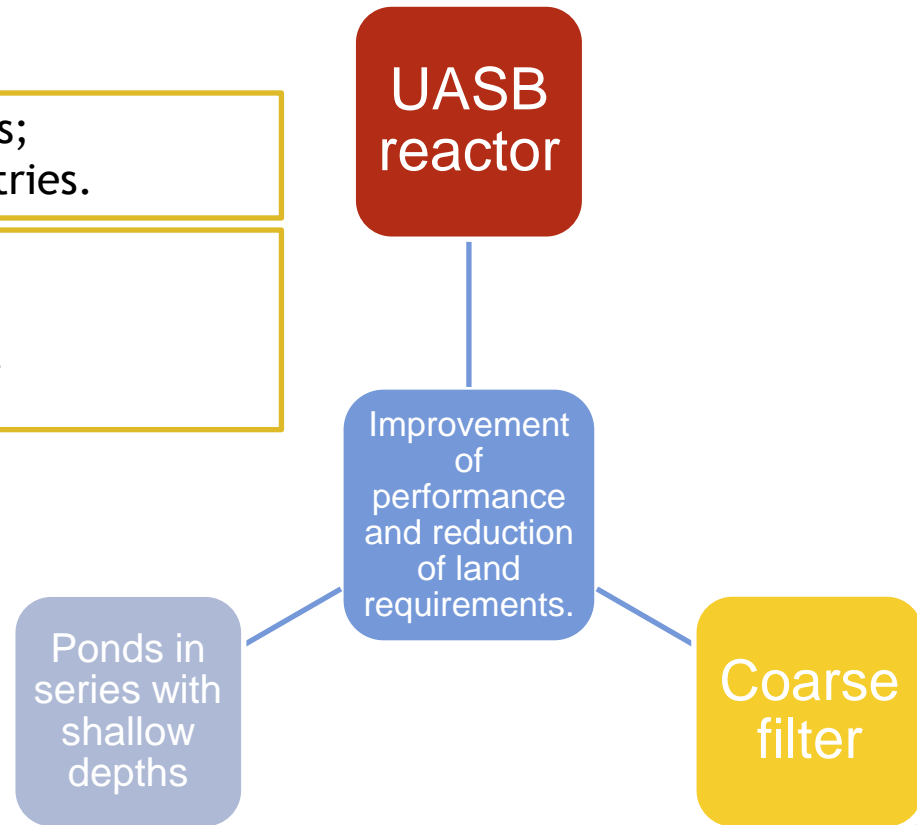 UASB
reactor
s;
tries.
Improvement
of
performance
and reduction
of land
requirements.
Ponds in
series with
shallow
depths
Coarse
filter